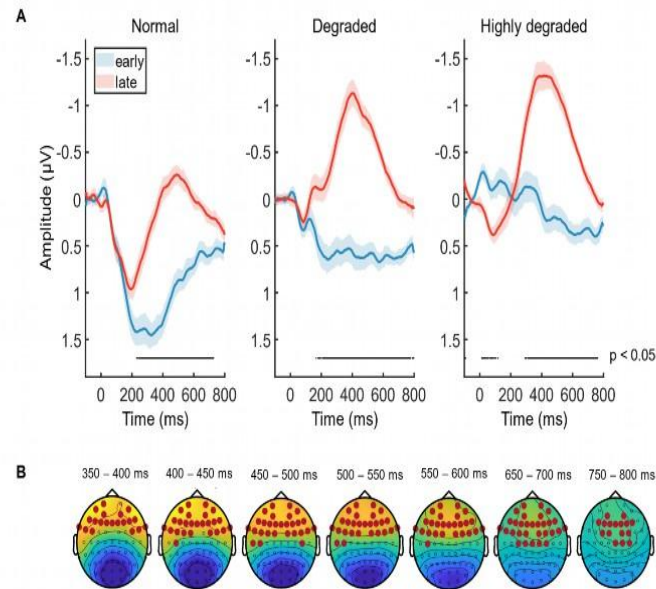 A
Normal
Degraded
Highly degraded
early
late
Amplitude (µV)
-1.5
-1
-0.5
0
0.5
1
1.5
-1.5
-1
-0.5
0
0.5
1
1.5
-1.5
-1
-0.5
0
0.5
1
1.5
p < 0.05
0 200 400 600 800
0 200 400 600 800
0 200 400 600 800
Time (ms)
Time (ms)
Time (ms)
B
350 – 400 ms
400 – 450 ms
450 – 500 ms
500 – 550 ms
550 – 600 ms
650 – 700 ms
750 – 800 ms